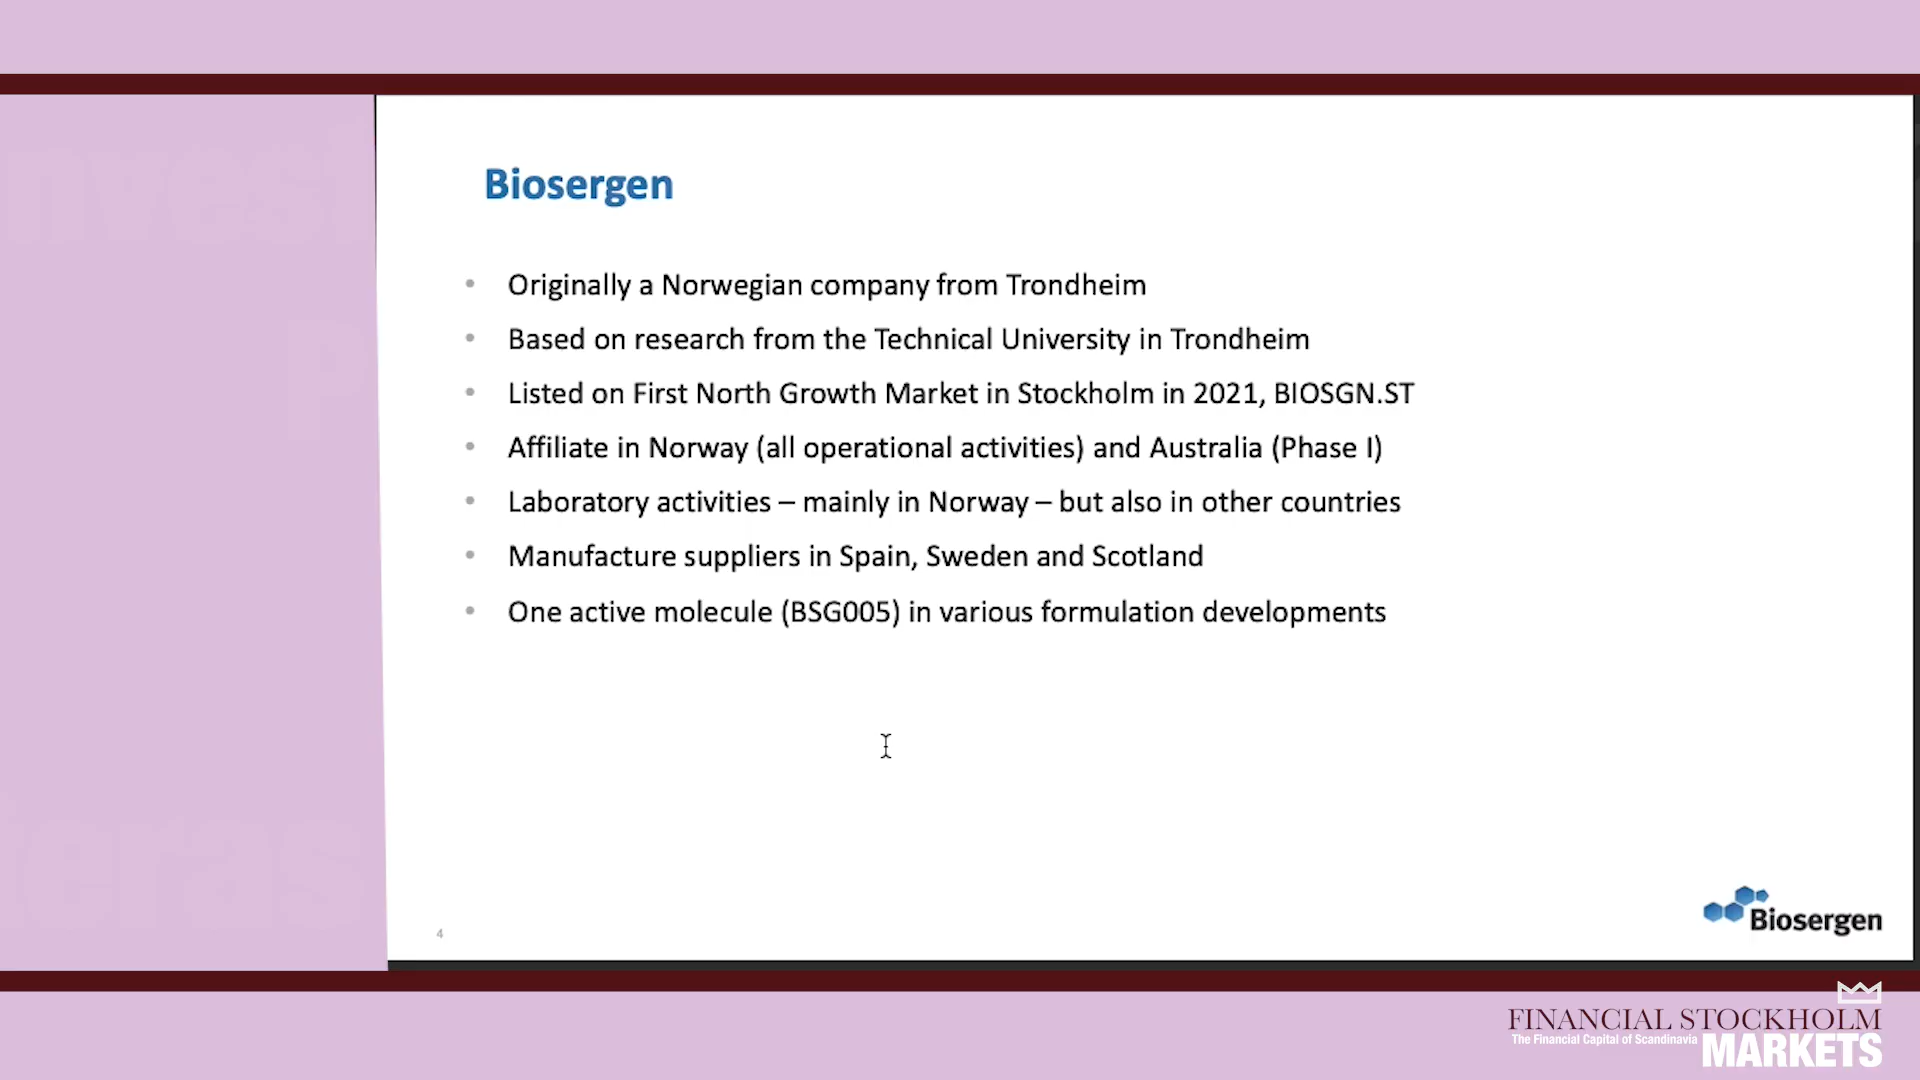 Biosergen
• Originally a Norwegian company from Trondheim
• Based on research from the Technical University in Trondheim
• Listed on First North Growth Market in Stockholm in 2021, BIOSGN.ST
• Affiliate in Norway (all operational activities) and Australia (Phase I)
• Laboratory activities – mainly in Norway – but also in other countries
• Manufacture suppliers in Spain, Sweden and Scotland
• One active molecule (BSG005) in various formulation developments
4
Biosergen
FINANCIAL STOCKHOLM
The Financial Capital of Scandinavia
MARKETS